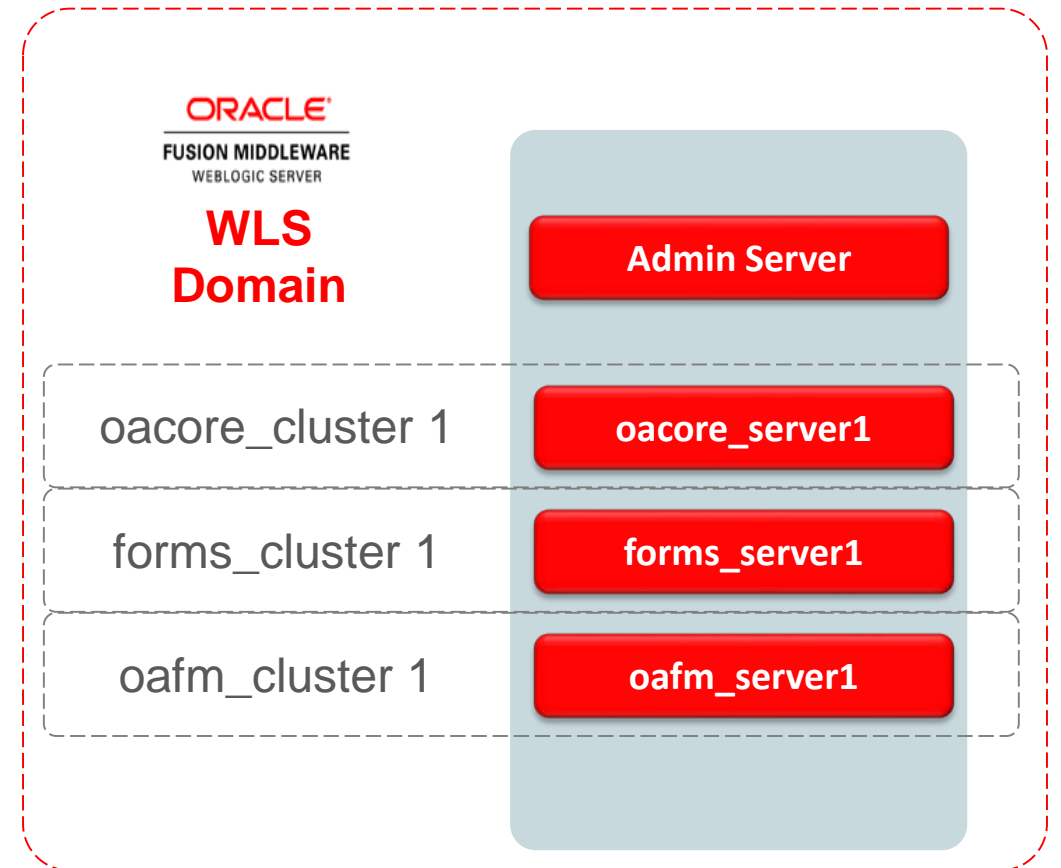 ORACLE
FUSION MIDDLEWARE
WEBLOGIC SERVER
WLS
Domain
Admin Server
oacore_cluster 1
oacore_server1
forms_cluster 1
forms_server1
oafm_cluster 1
oafm_server1